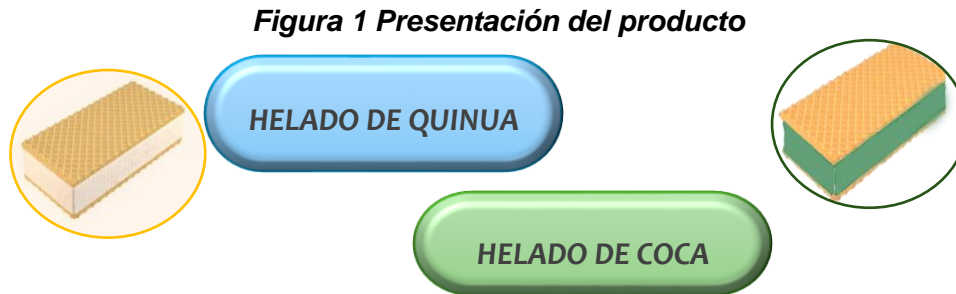 Figura 1 Presentación del producto
HELADO DE QUINUA
HELADO DE COCA